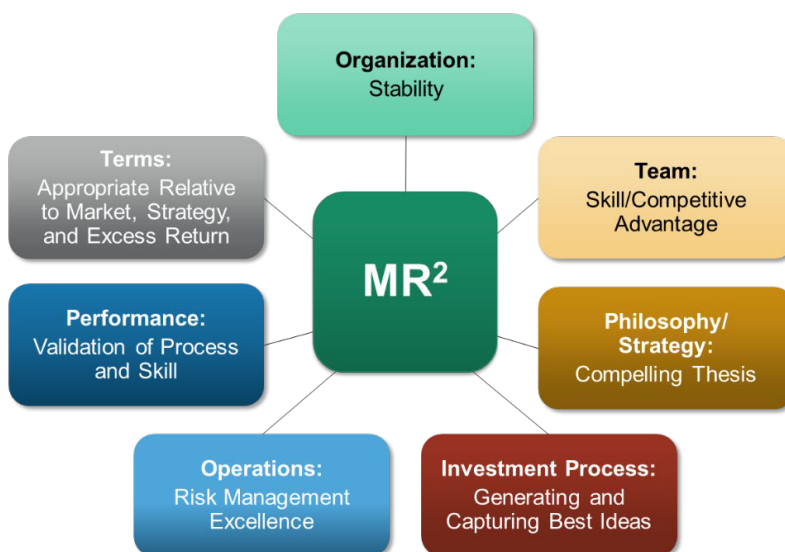 Organization:
Stability
Terms:
Appropriate Relative
to Market, Strategy,
and Excess Return
Team:
Skill/Competitive
Advantage
MR²
Performance:
Validation of Process
and Skill
Philosophy/
Strategy:
Compelling Thesis
Operations:
Risk Management
Excellence
Investment Process:
Generating and
Capturing Best Ideas